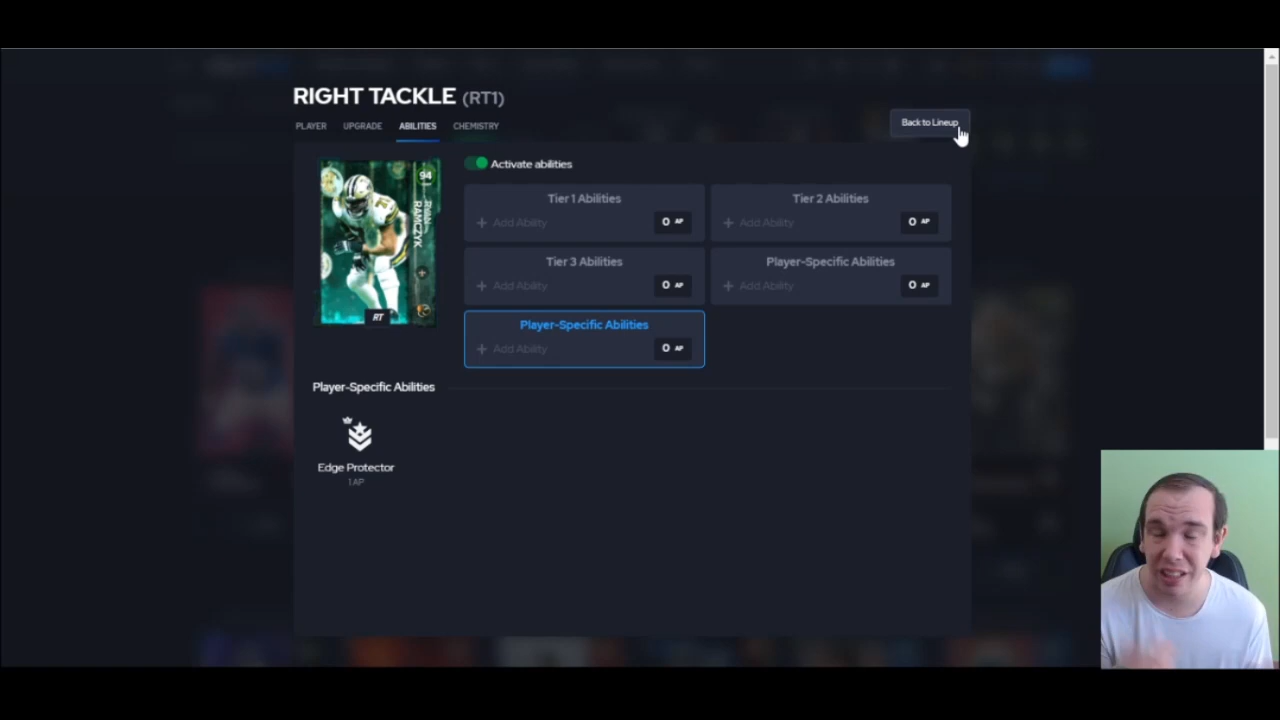 RIGHT TACKLE (RT1)
Back to Lineup
PLAYER UPGRADE ABILITIES CHEMISTRY
94
RYAN RAMCZYK
RT
Activate abilities
Tier 1 Abilities
+ Add Ability 0 AP
Tier 2 Abilities
+ Add Ability 0 AP
Tier 3 Abilities
+ Add Ability 0 AP
Player-Specific Abilities
+ Add Ability 0 AP
Player-Specific Abilities
+ Add Ability 0 AP
Player-Specific Abilities
Edge Protector
1 AP